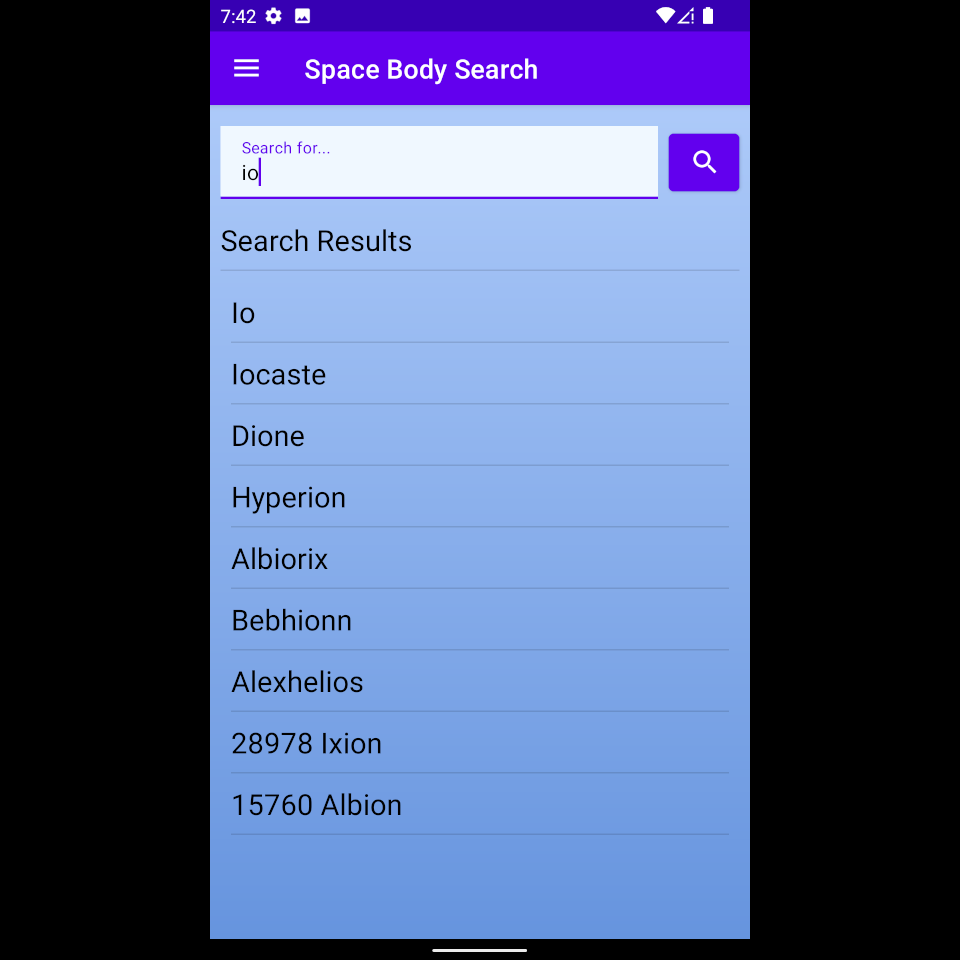 7:42
Space Body Search
Search for...
io
Search Results
Io
Iocaste
Dione
Hyperion
Albiorix
Bebhionn
Alexhelios
28978 Ixion
15760 Albion